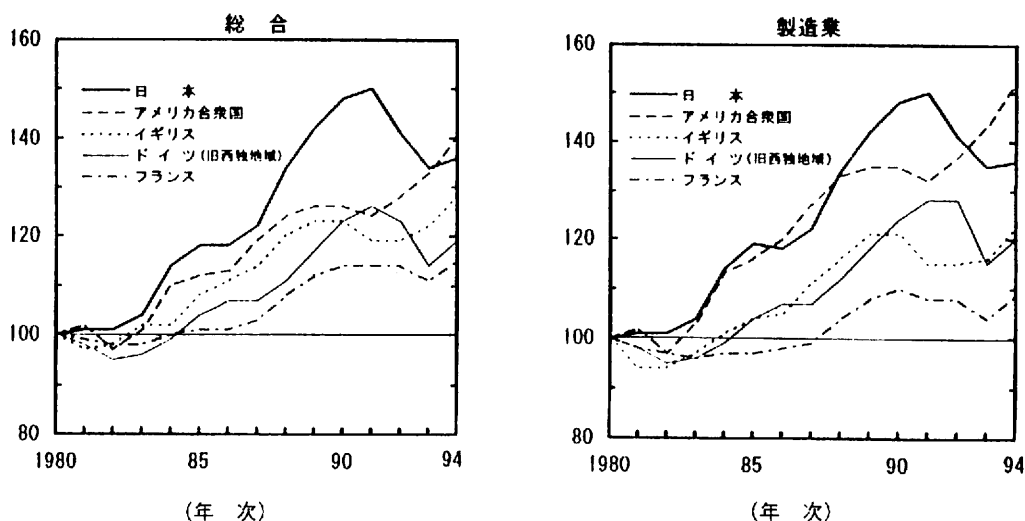 総 合
160
140
120
100
80
日 本
アメリカ合衆国
イギリス
ド イ ツ (旧西独地域)
フランス
1980 85 90 94
(年 次)
製造業
160
140
120
100
80
日 本
アメリカ合衆国
イギリス
ド イ ツ (旧西独地域)
フランス
1980 85 90 94
(年 次)